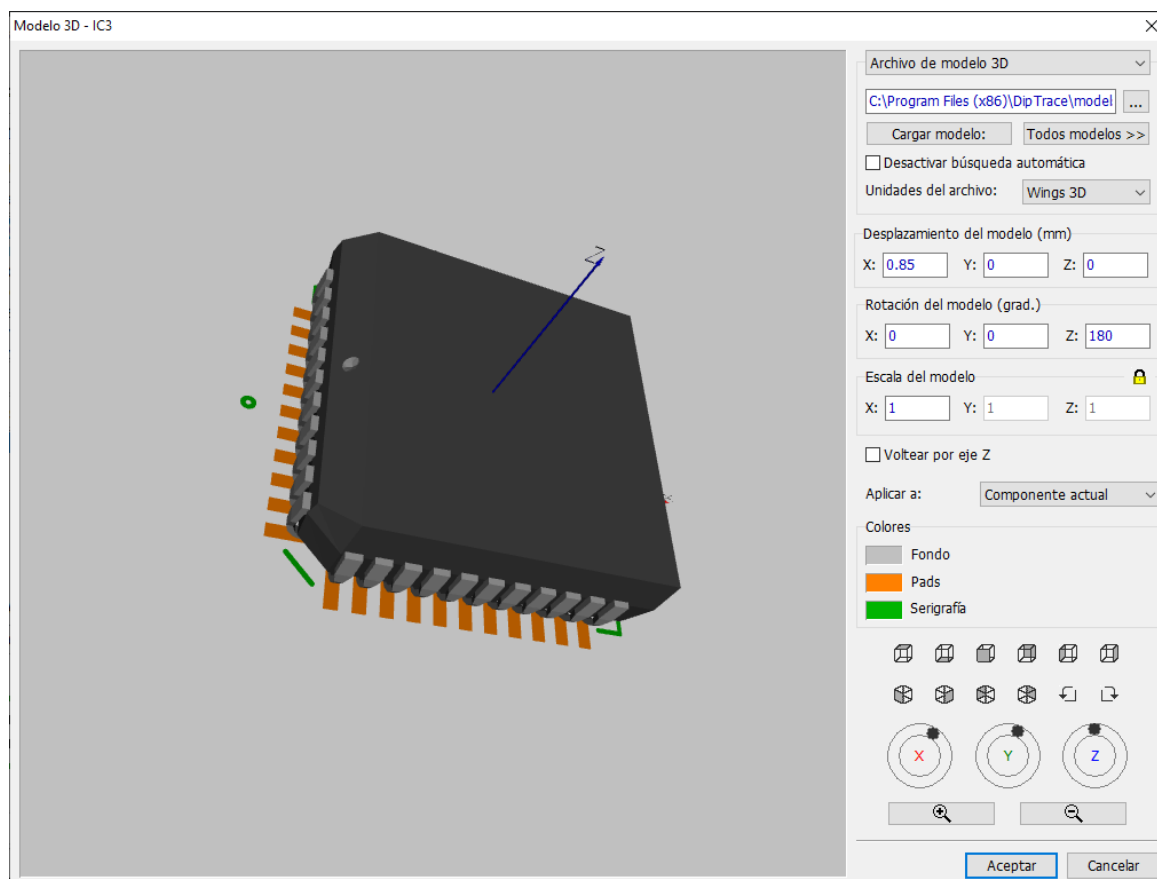 Modelo 3D - IC3
Archivo de modelo 3D
C:\Program Files (x86)\DipTrace\model
...
Cargar modelo:
Todos modelos >>
Desactivar búsqueda automática
Unidades del archivo: Wings 3D
Desplazamiento del modelo (mm)
X: 0.85 Y: 0 Z: 0
Rotación del modelo (grad.)
X: 0 Y: 0 Z: 180
Escala del modelo
X: 1 Y: 1 Z: 1
Voltear por eje Z
Aplicar a: Componente actual
Colores
Fondo
Pads
Serigrafía
X Y Z
Aceptar Cancelar
Z